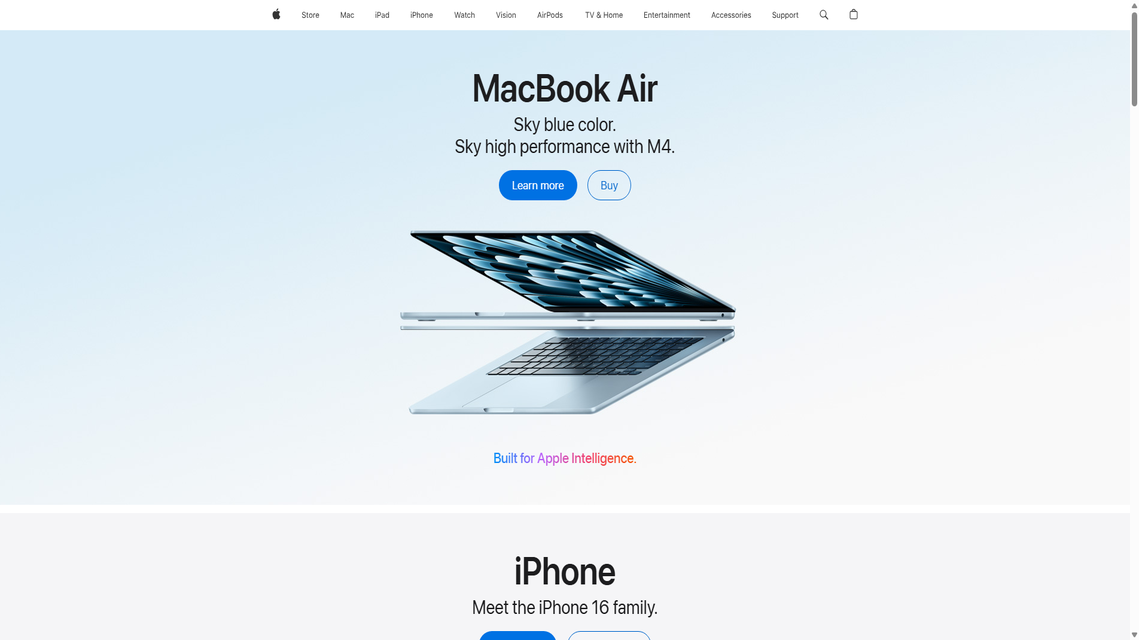 Store Mac iPad iPhone Watch Vision AirPods TV & Home Entertainment Accessories Support
MacBook Air
Sky blue color.
Sky high performance with M4.
Learn more Buy
Built for Apple Intelligence.
iPhone
Meet the iPhone 16 family.